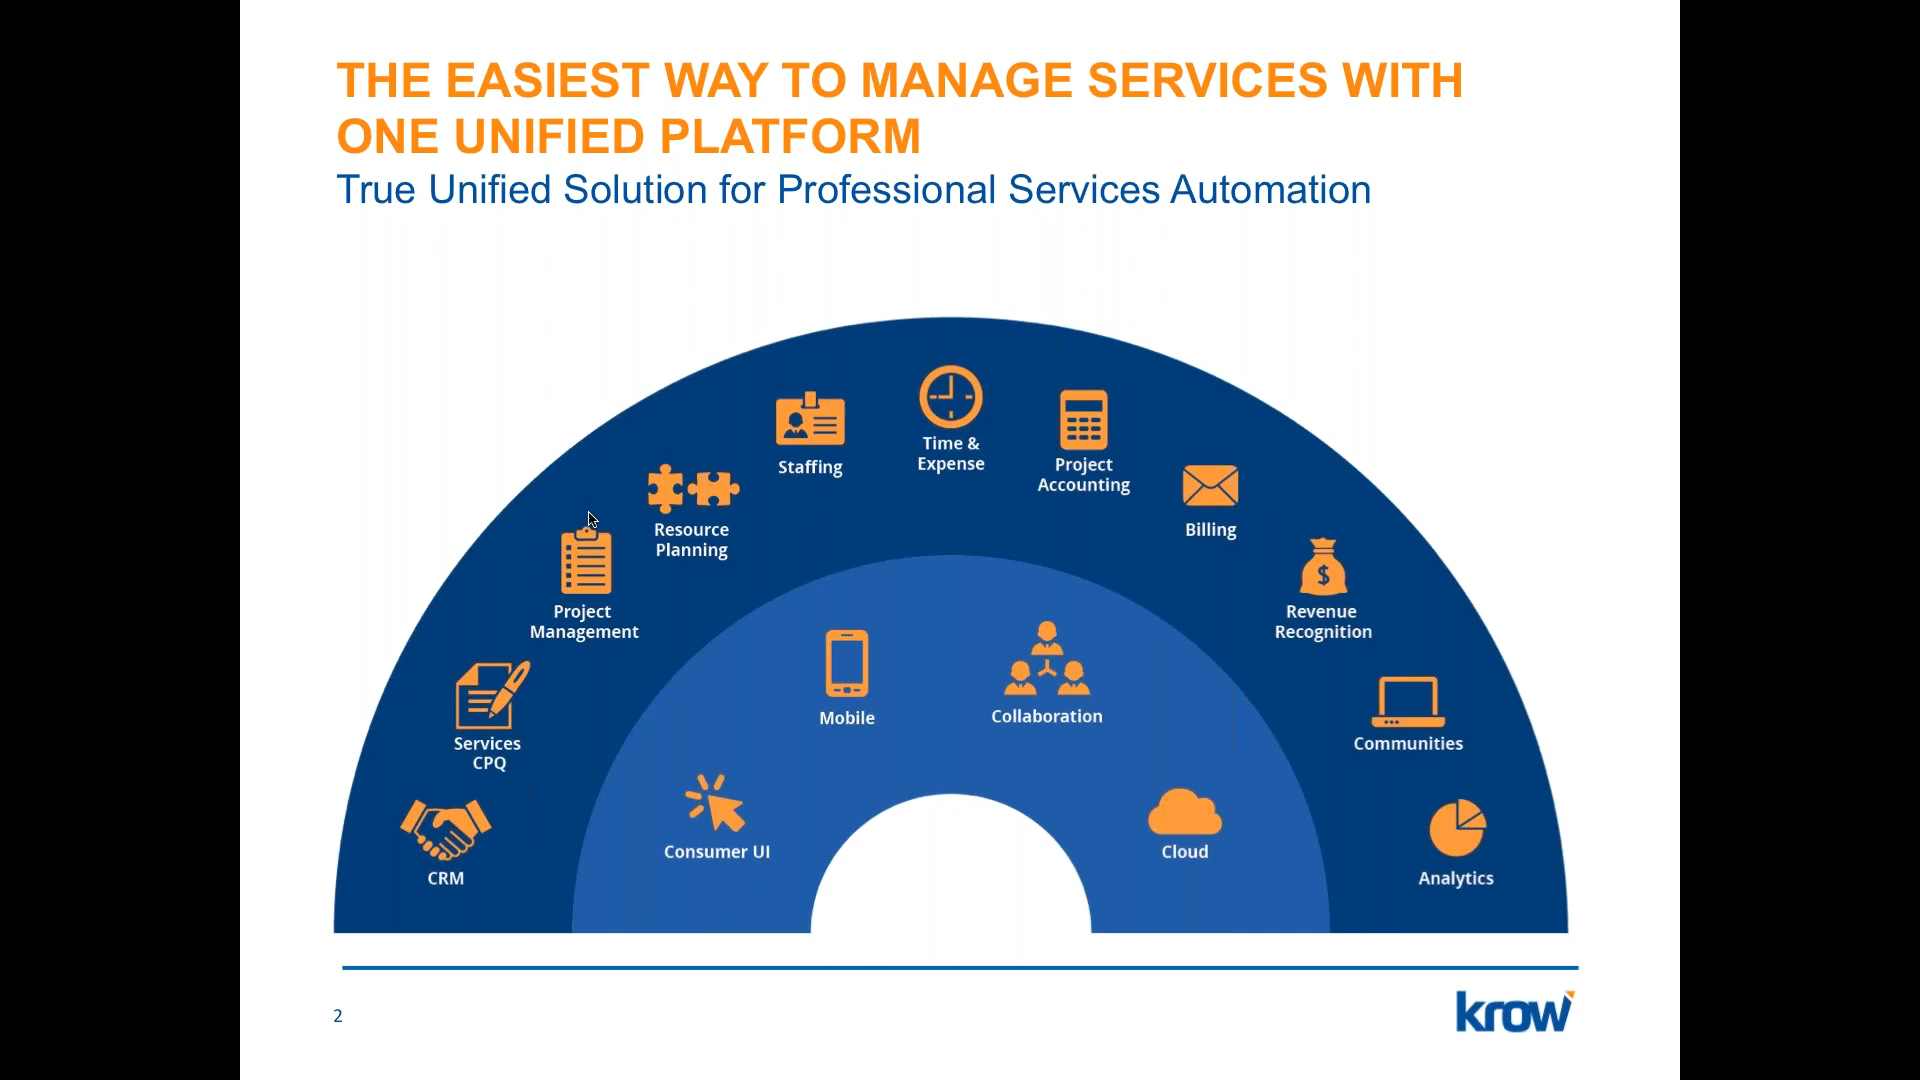 THE EASIEST WAY TO MANAGE SERVICES WITH
ONE UNIFIED PLATFORM
True Unified Solution for Professional Services Automation
Time &
Expense
Staffing
Project
Accounting
Resource
Planning
Billing
Project
Management
Revenue
Recognition
Services
CPQ
Communities
CRM
Analytics
Mobile
Collaboration
Consumer UI
Cloud
$
2
krow